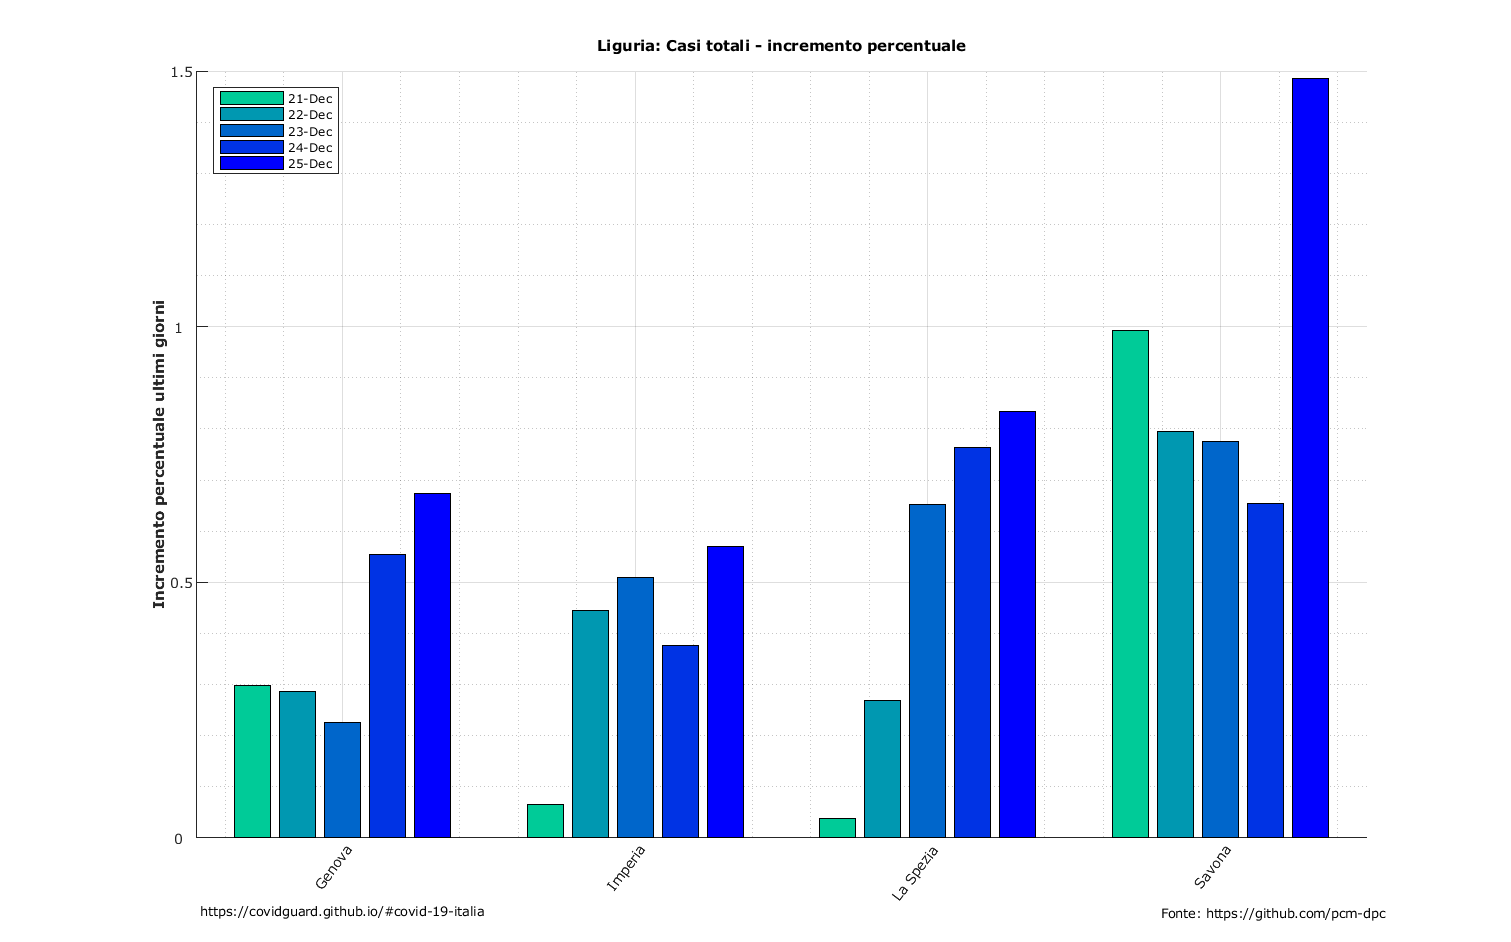 Liguria: Casi totali - incremento percentuale
1.5
21-Dec
22-Dec
23-Dec
24-Dec
25-Dec
1
0.5
0
Incremento percentuale ultimi giorni
Genova
Imperia
La Spezia
Savona
https://covidguard.github.io/#covid-19-italia
Fonte: https://github.com/pcm-dpc